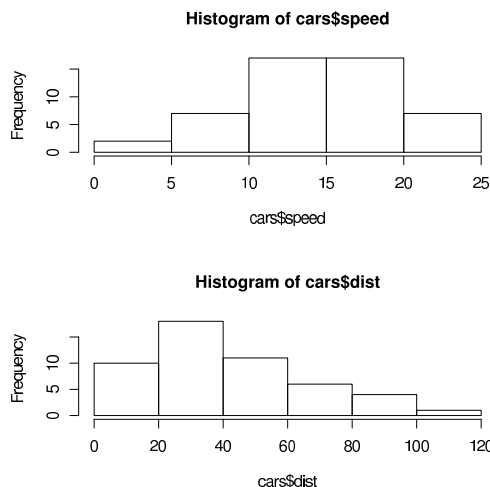 Histogram of cars$speed
Frequency
0 5 10
0 5 10 15 20 25
cars$speed
Histogram of cars$dist
Frequency
0 5 10
0 20 40 60 80 100 120
cars$dist